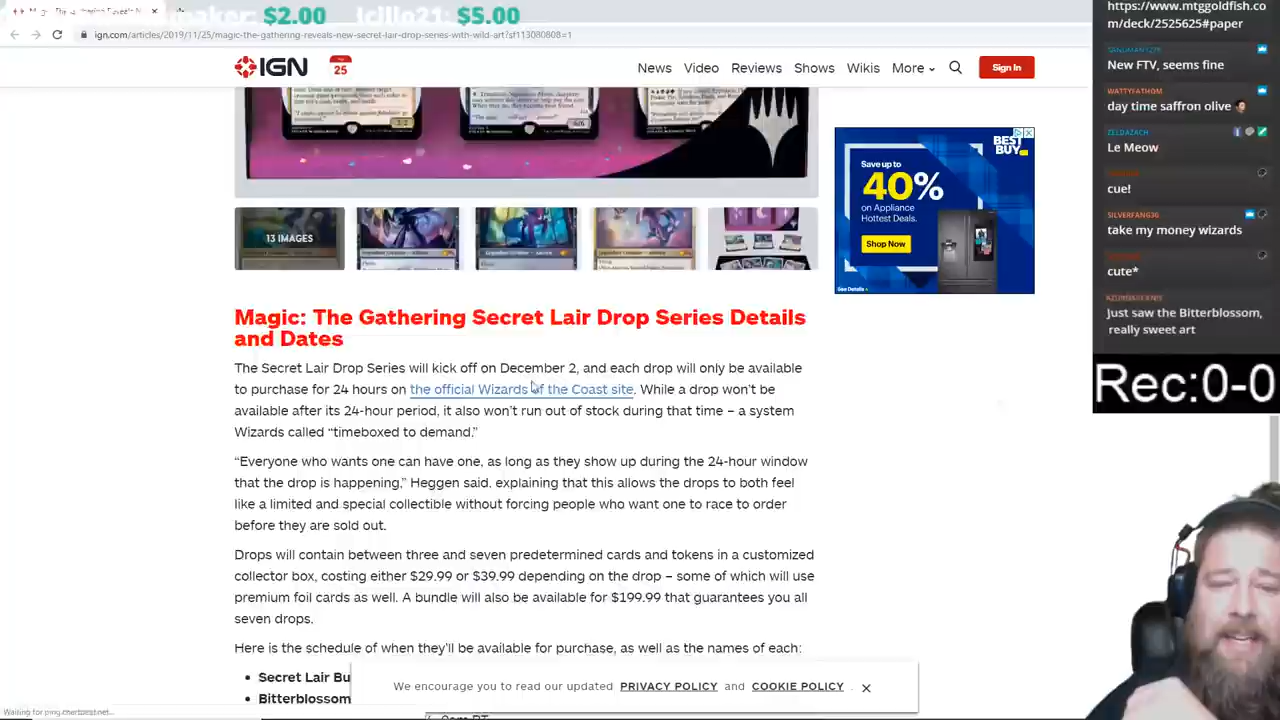 maker: $2.00 lclllo21: $5.00
ign.com/articles/2019/11/25/magic-the-gathering-reveals-new-secret-lair-drop-series-with-wild-art?sf113080808=1
IGN
25
News Video Reviews Shows Wikis More Sign In
13 IMAGES
BEST BUY
Save up to
40%
on Appliance
Hottest Deals.
Shop Now
See Details
Magic: The Gathering Secret Lair Drop Series Details
and Dates
The Secret Lair Drop Series will kick off on December 2, and each drop will only be available
to purchase for 24 hours on the official Wizards of the Coast site. While a drop won't be
available after its 24-hour period, it also won't run out of stock during that time – a system
Wizards called “timeboxed to demand.”
“Everyone who wants one can have one, as long as they show up during the 24-hour window
that the drop is happening,” Heggen said, explaining that this allows the drops to both feel
like a limited and special collectible without forcing people who want one to race to order
before they are sold out.
Drops will contain between three and seven predetermined cards and tokens in a customized
collector box, costing either $29.99 or $39.99 depending on the drop – some of which will use
premium foil cards as well. A bundle will also be available for $199.99 that guarantees you all
seven drops.
Here is the schedule of when they'll be available for purchase, as well as the names of each:
• Secret Lair Bu
• Bitterblossom
We encourage you to read our updated PRIVACY POLICY and COOKIE POLICY .
https://www.mtggoldfish.co
m/deck/2525625#paper
New FTV, seems fine
WATTYFATHOM
day time saffron olive
ZELDAZACH
Le Meow
cue!
SILVERFANG36
take my money wizards
cute*
Just saw the Bitterblossom,
really sweet art
Rec:0-0